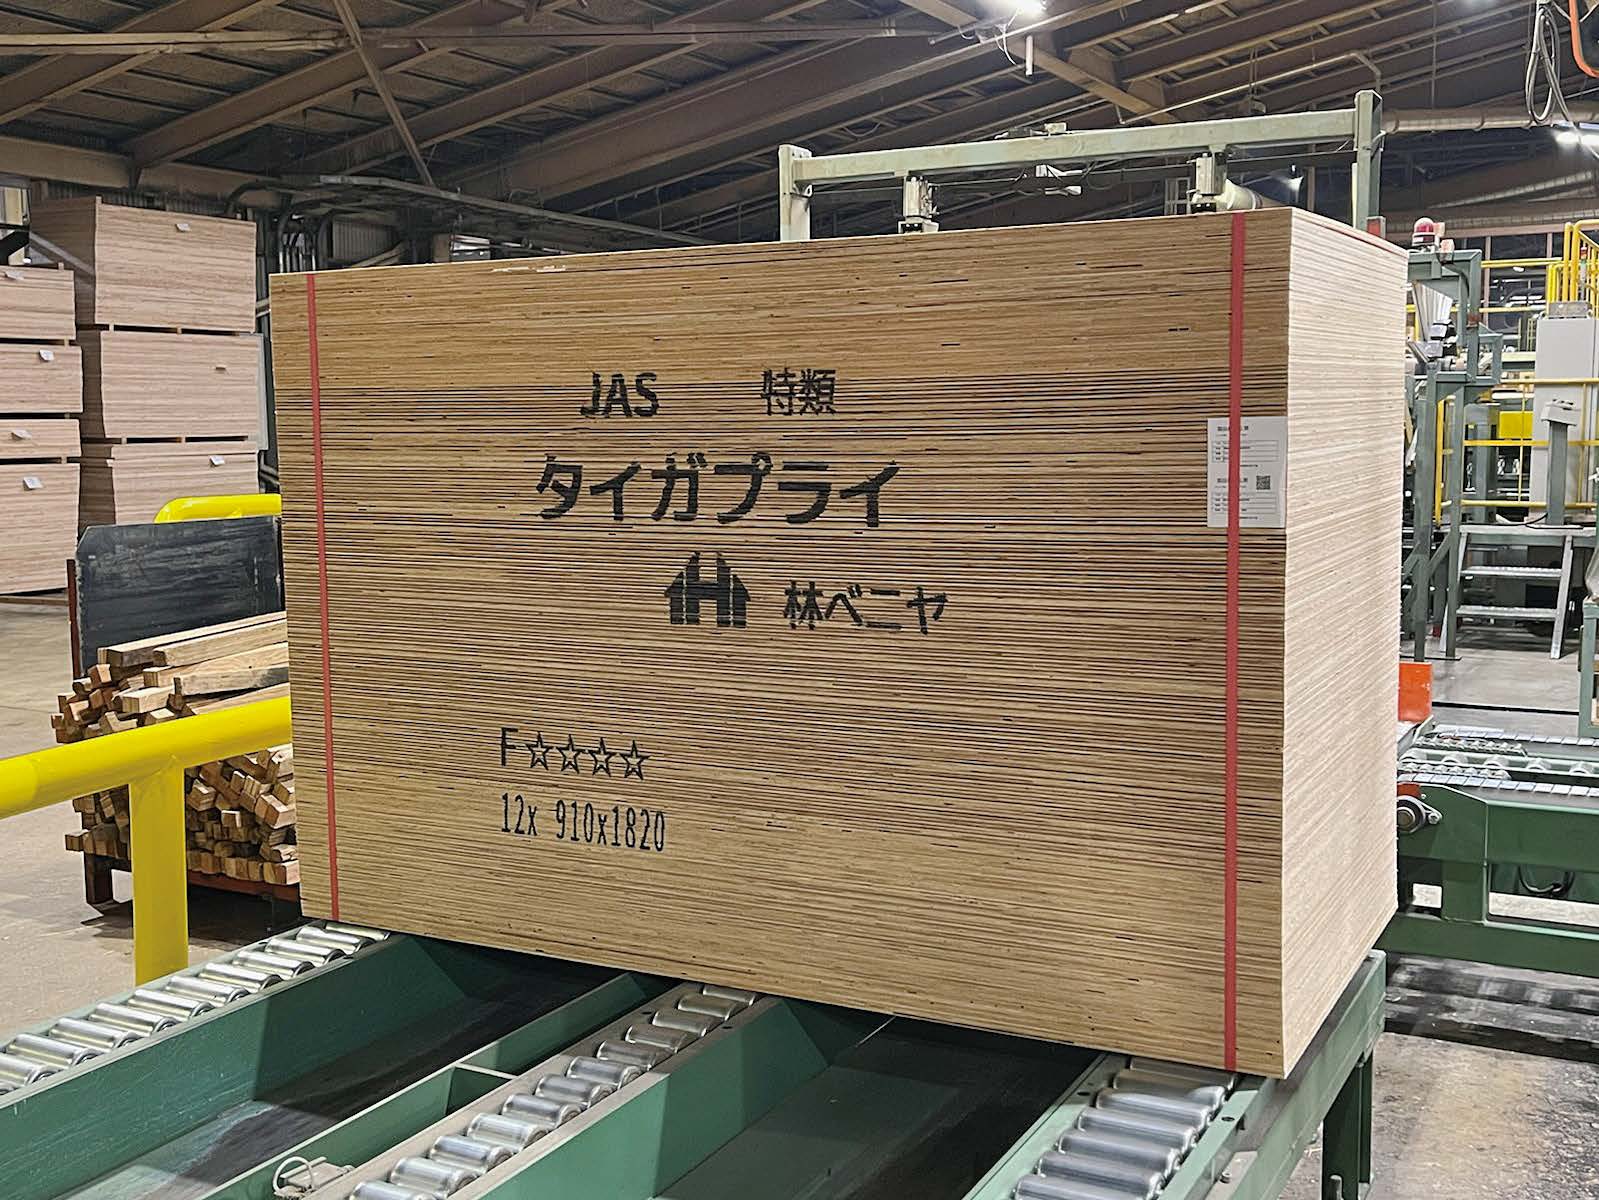 JAS 特類
タイガプライ
H 林ベニヤ
F☆☆☆☆
12x 910x1820